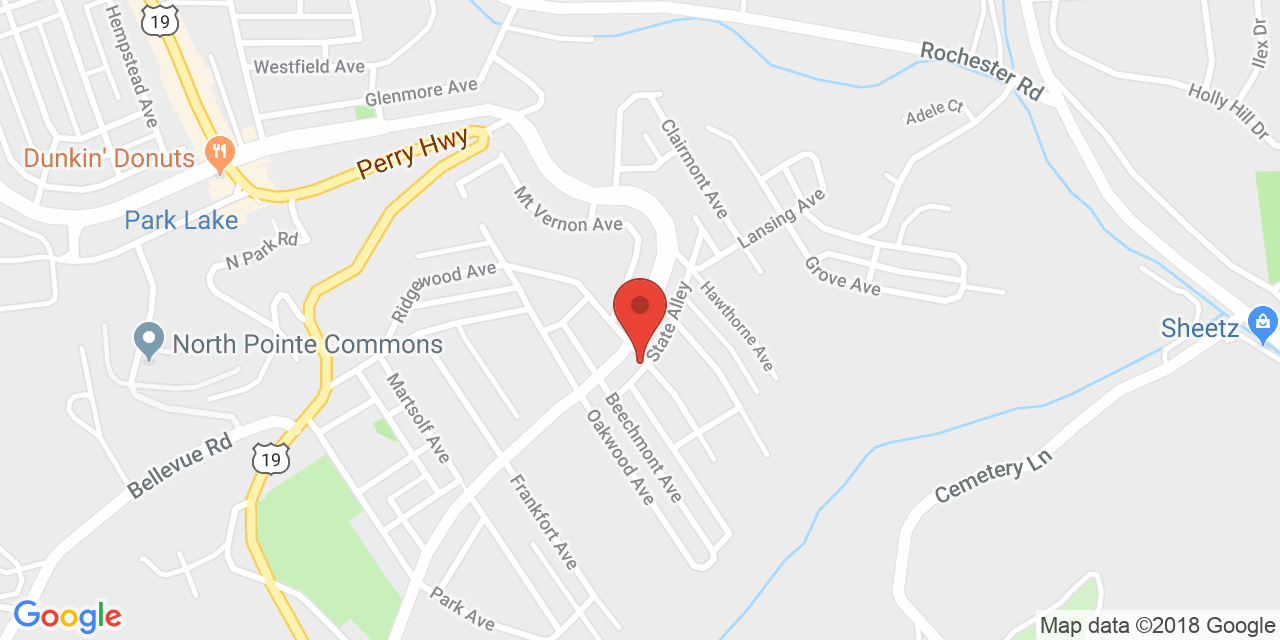 19
Hempstead Ave
Westfield Ave
Glenmore Ave
Rochester Rd
Ilex Dr
Holly Hill Dr
Adele Ct
Clairmont Ave
Dunkin' Donuts
Perry Hwy
Park Lake
Mt Vernon Ave
Lansing Ave
N Park Rd
Grove Ave
Ridgewood Ave
State Alley
Hawthorne Ave
North Pointe Commons
Sheetz
Martsolf Ave
Beechmont Ave
Oakwood Ave
Bellevue Rd
19
Cemetery Ln
Frankfort Ave
Park Ave
Google
Map data ©2018 Google